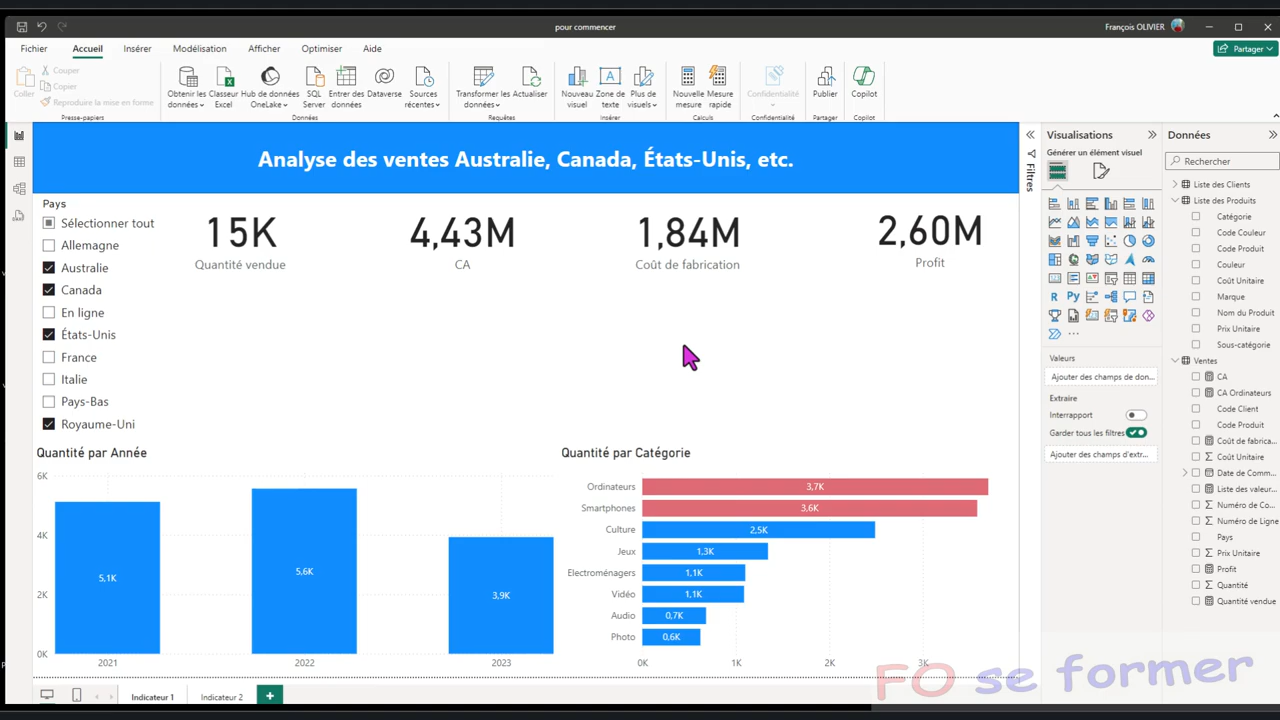 pour commencer
François OLIVIER
Fichier
Accueil
Insérer
Modélisation
Afficher
Optimiser
Aide
Partager
Coller
Couper
Copier
Reproduire la mise en forme
Presse-papiers
Obtenir les données
Classeur Excel
Hub de données OneLake
SQL Server
Entrer des données
Dataverse
Sources récentes
Données
Transformer les données
Actualiser
Requêtes
Nouveau visuel
Zone de texte
Plus de visuels
Insérer
Nouvelle mesure
Mesure rapide
Calculs
Confidentialité
Confidentialité
Publier
Partager
Copilot
Copilot
Analyse des ventes Australie, Canada, États-Unis, etc.
Pays
Sélectionner tout
Allemagne
Australie
Canada
En ligne
États-Unis
France
Italie
Pays-Bas
Royaume-Uni
15K
Quantité vendue
4,43M
CA
1,84M
Coût de fabrication
2,60M
Profit
Quantité par Année
6K
4K
2K
0K
5,1K
5,6K
3,9K
2021
2022
2023
Quantité par Catégorie
Ordinateurs
3,7K
Smartphones
3,6K
Culture
2,5K
Jeux
1,3K
Electroménagers
1,1K
Vidéo
1,1K
Audio
0,7K
Photo
0,6K
0K
1K
2K
3K
Indicateur 1
Indicateur 2
Filtres
Visualisations
Générer un élément visuel
R
Py
Valeurs
Ajouter des champs de don...
Extraire
Interrapport
Garder tous les filtres
Ajouter des champs d'extr...
Données
Rechercher
Liste des Clients
Liste des Produits
Catégorie
Code Couleur
Code Produit
Couleur
Coût Unitaire
Marque
Nom du Produit
Prix Unitaire
Sous-catégorie
Ventes
CA
CA Ordinateurs
Code Client
Code Produit
Coût de fabrica...
Coût Unitaire
Date de Comm...
Liste des valeur...
Numéro de Co...
Numéro de Ligne
Pays
Prix Unitaire
Profit
Quantité
Quantité vendue
FO se former